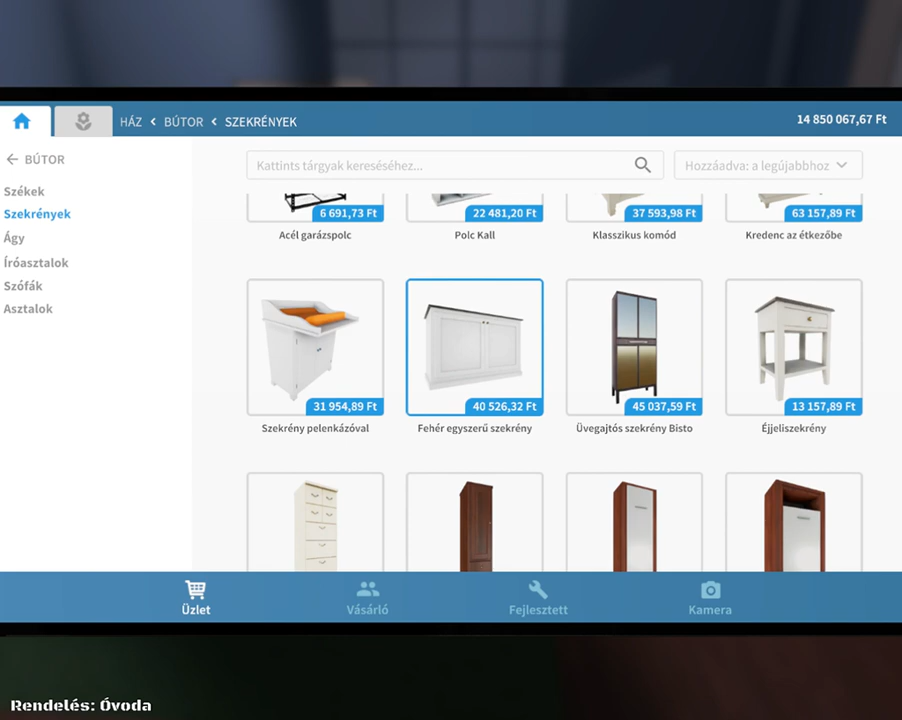 HÁZ < BÚTOR < SZEKRÉNYEK
14 850 067,67 Ft
BÚTOR
Székek
Szekrények
Ágy
Íróasztalok
Szófák
Asztalok
Kattints tárgyak kereséséhez...
Hozzáadva: a legújabbhoz
6 691,73 Ft
22 481,20 Ft
37 593,98 Ft
63 157,89 Ft
Acél garázspolc
Polc Kall
Klasszikus komód
Kredenc az étkezőbe
31 954,89 Ft
40 526,32 Ft
45 037,59 Ft
13 157,89 Ft
Szekrény pelenkázóval
Fehér egyszerű szekrény
Üvegajtós szekrény Bisto
Éjjeliszekrény
Üzlet
Vásárló
Fejlesztett
Kamera
Rendelés: Óvoda